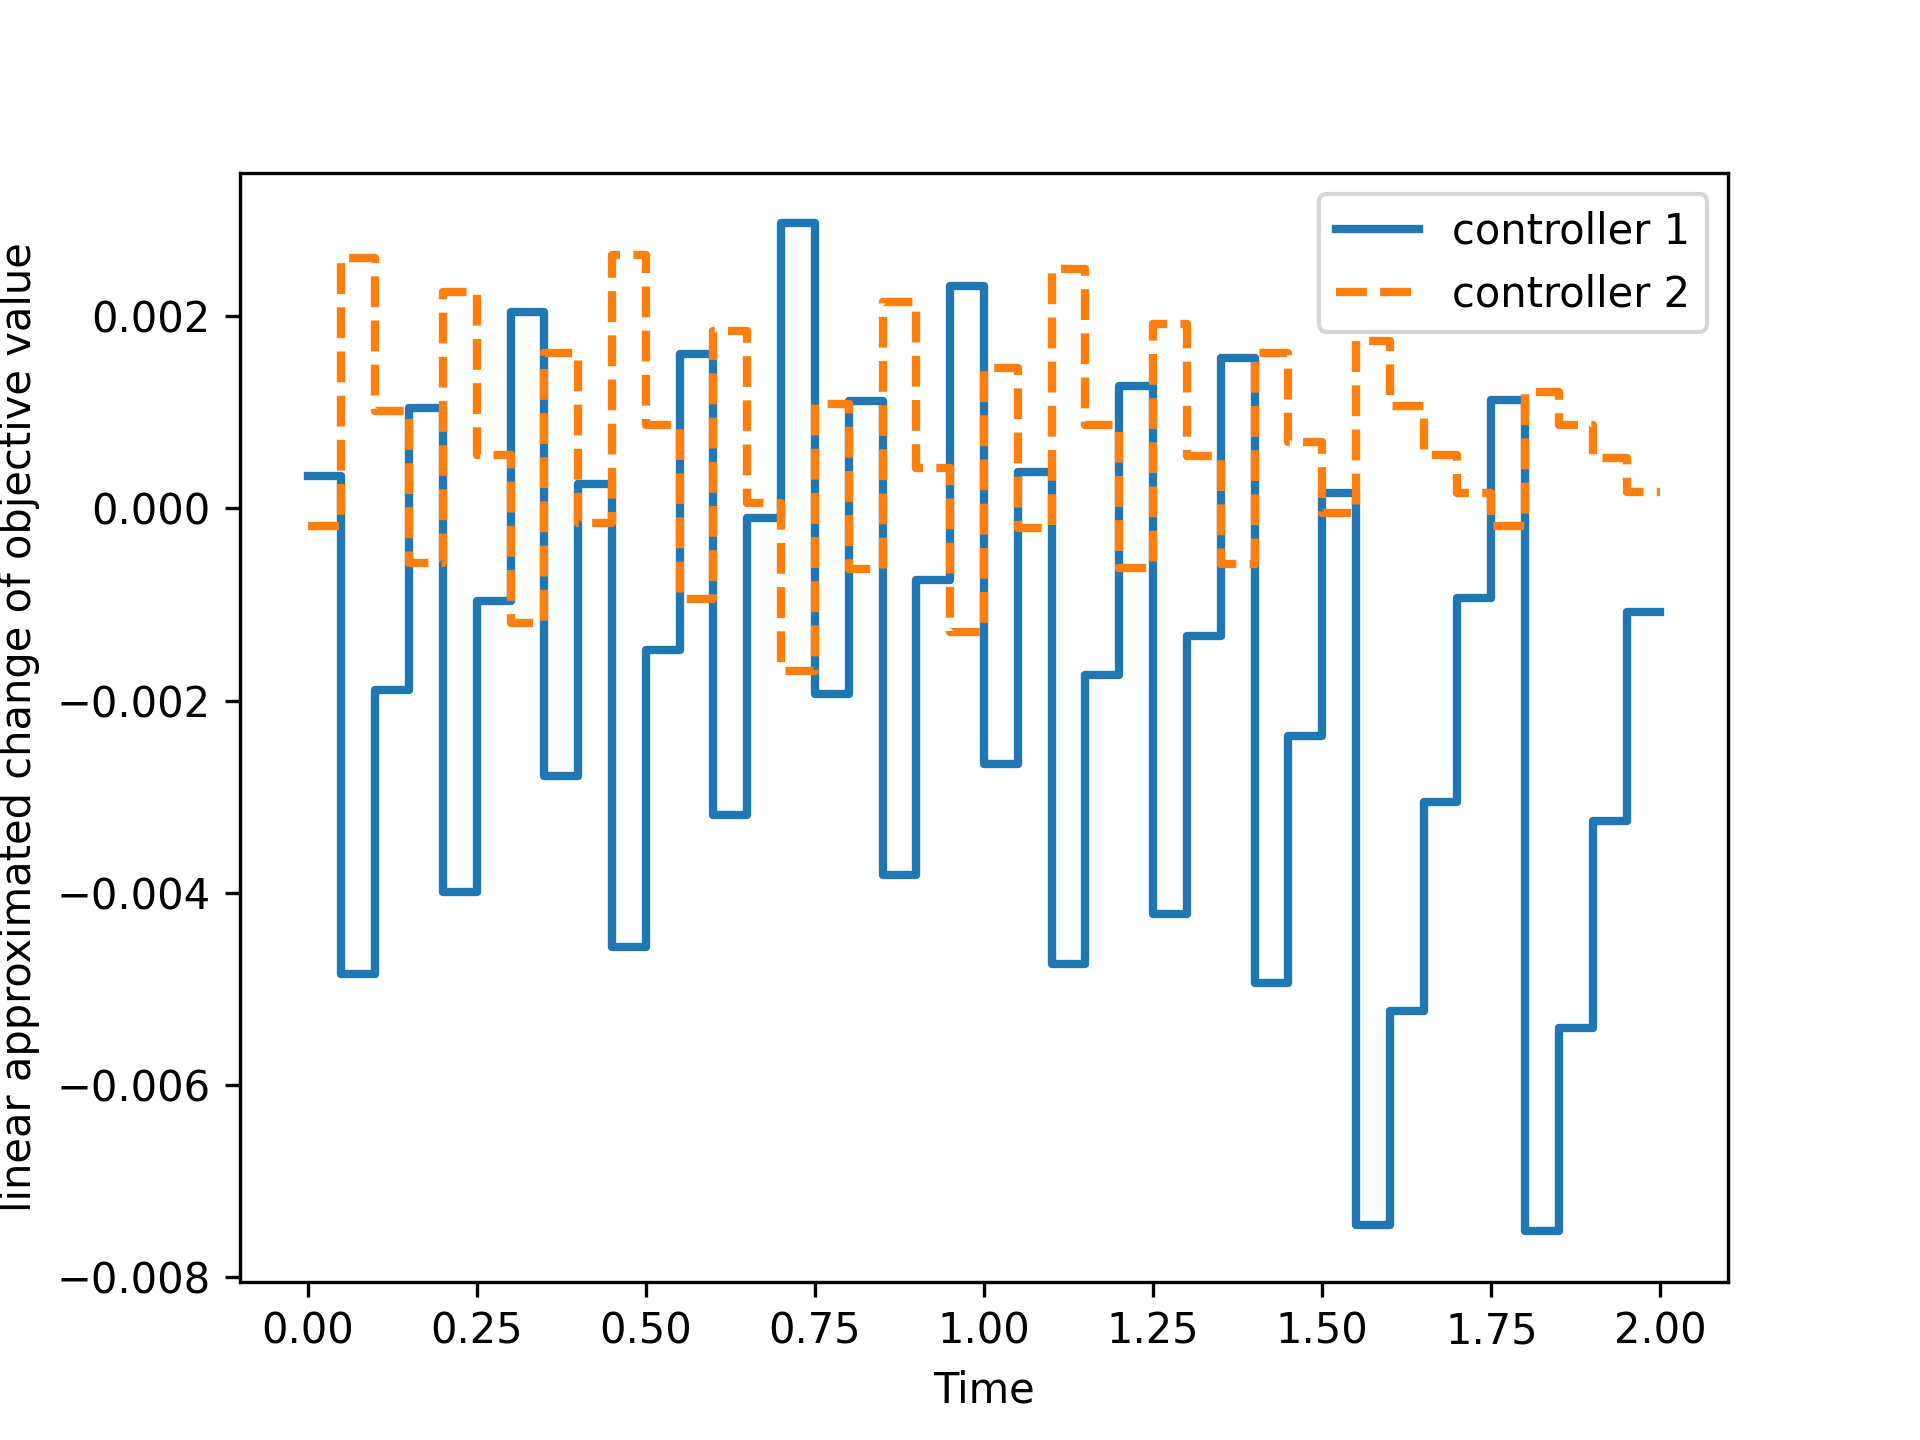 linear approximated change of objective value
controller 1
controller 2
0.002
0.000
−0.002
−0.004
−0.006
−0.008
0.00 0.25 0.50 0.75 1.00 1.25 1.50 1.75 2.00
Time